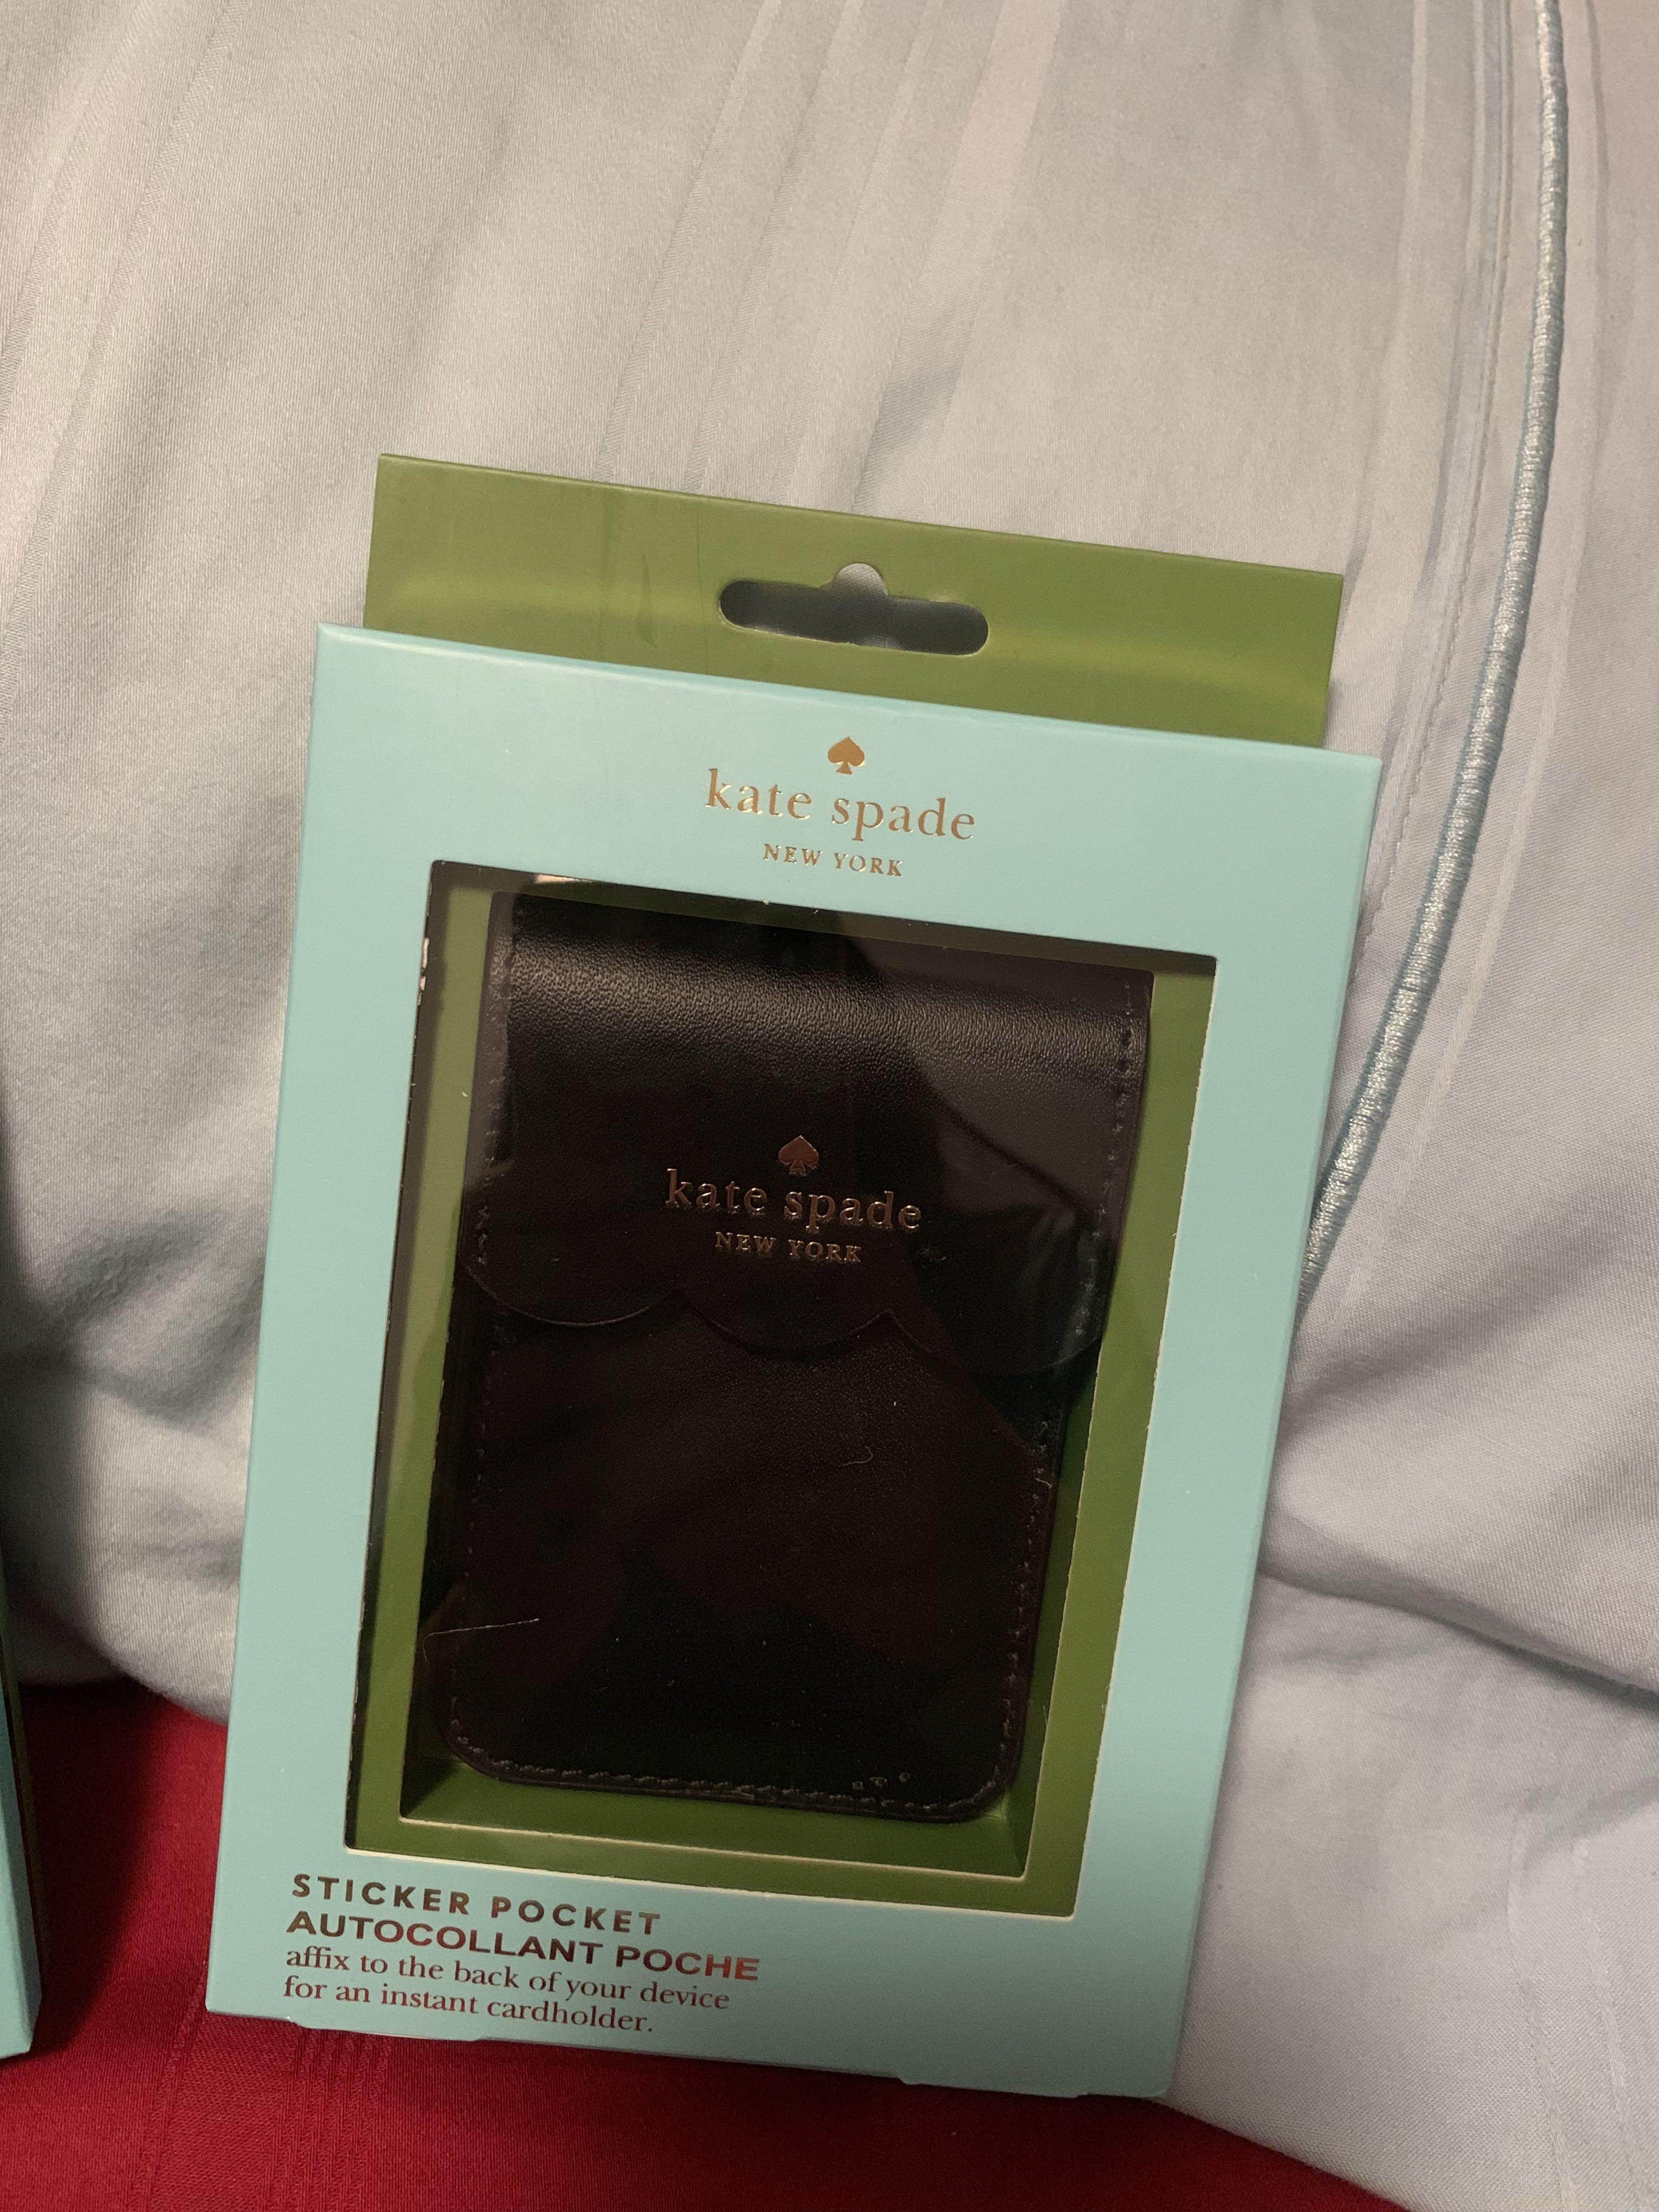 kate spade
NEW YORK
kate spade
NEW YORK
STICKER POCKET
AUTOCOLLANT POCHE
affix to the back of your device
for an instant cardholder.